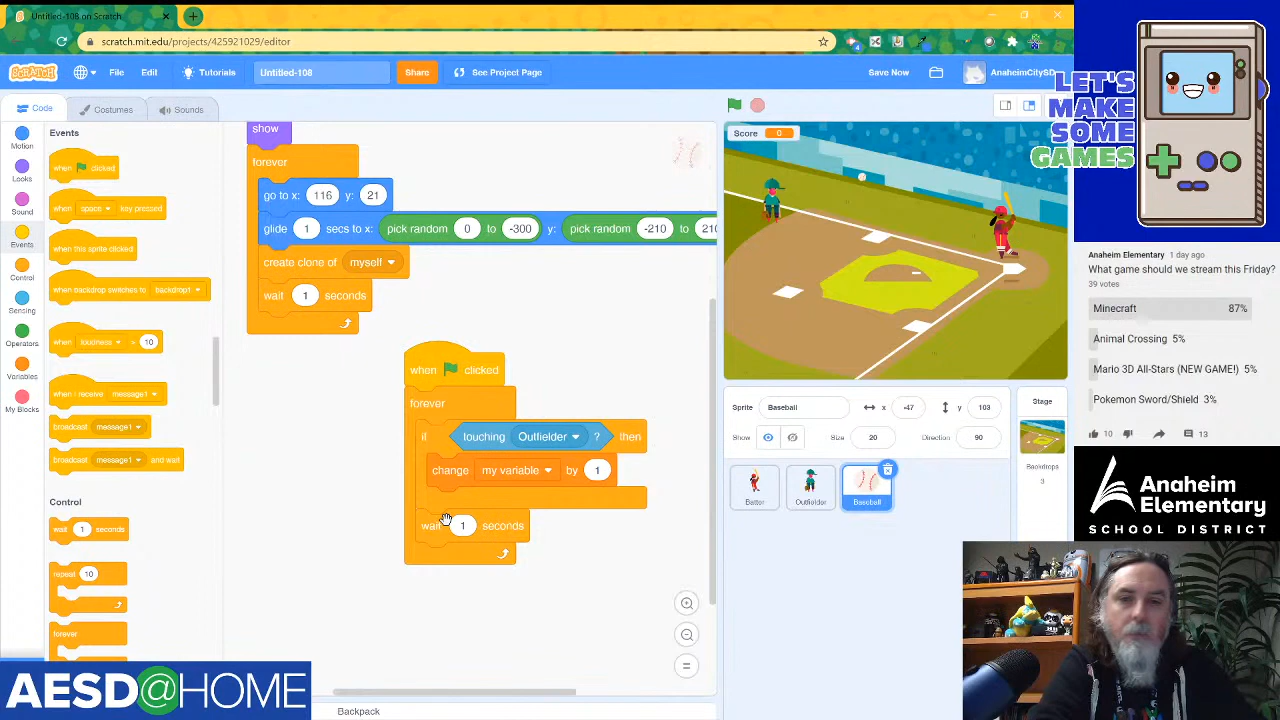 Untitled-108 on Scratch
scratch.mit.edu/projects/425921029/editor
SCRATCH
File
Edit
Tutorials
Untitled-108
Share
See Project Page
Save Now
AnaheimCitySD
Code
Costumes
Sounds
Motion
Looks
Sound
Events
Control
Sensing
Operators
Variables
My Blocks
Events
when clicked
when space key pressed
when this sprite clicked
when backdrop switches to backdrop1
when loudness > 10
when I receive message1
broadcast message1
broadcast message1 and wait
Control
wait 1 seconds
repeat 10
forever
show
forever
go to x: 116 y: 21
glide 1 secs to x: pick random 0 to -300 y: pick random -210 to 210
create clone of myself
wait 1 seconds
when clicked
forever
if touching Outfielder ? then
change my variable by 1
wait 1 seconds
Backpack
Score 0
Sprite Baseball x -47 y 103
Show Size 20 Direction 90
Batter
Outfielder
Baseball
Stage
Backdrops
3
LET'S
MAKE
SOME
GAMES
Anaheim Elementary 1 day ago
What game should we stream this Friday?
39 votes
Minecraft 87%
Animal Crossing 5%
Mario 3D All-Stars (NEW GAME!) 5%
Pokemon Sword/Shield 3%
10
13
Anaheim Elementary
SCHOOL DISTRICT
AESD@HOME